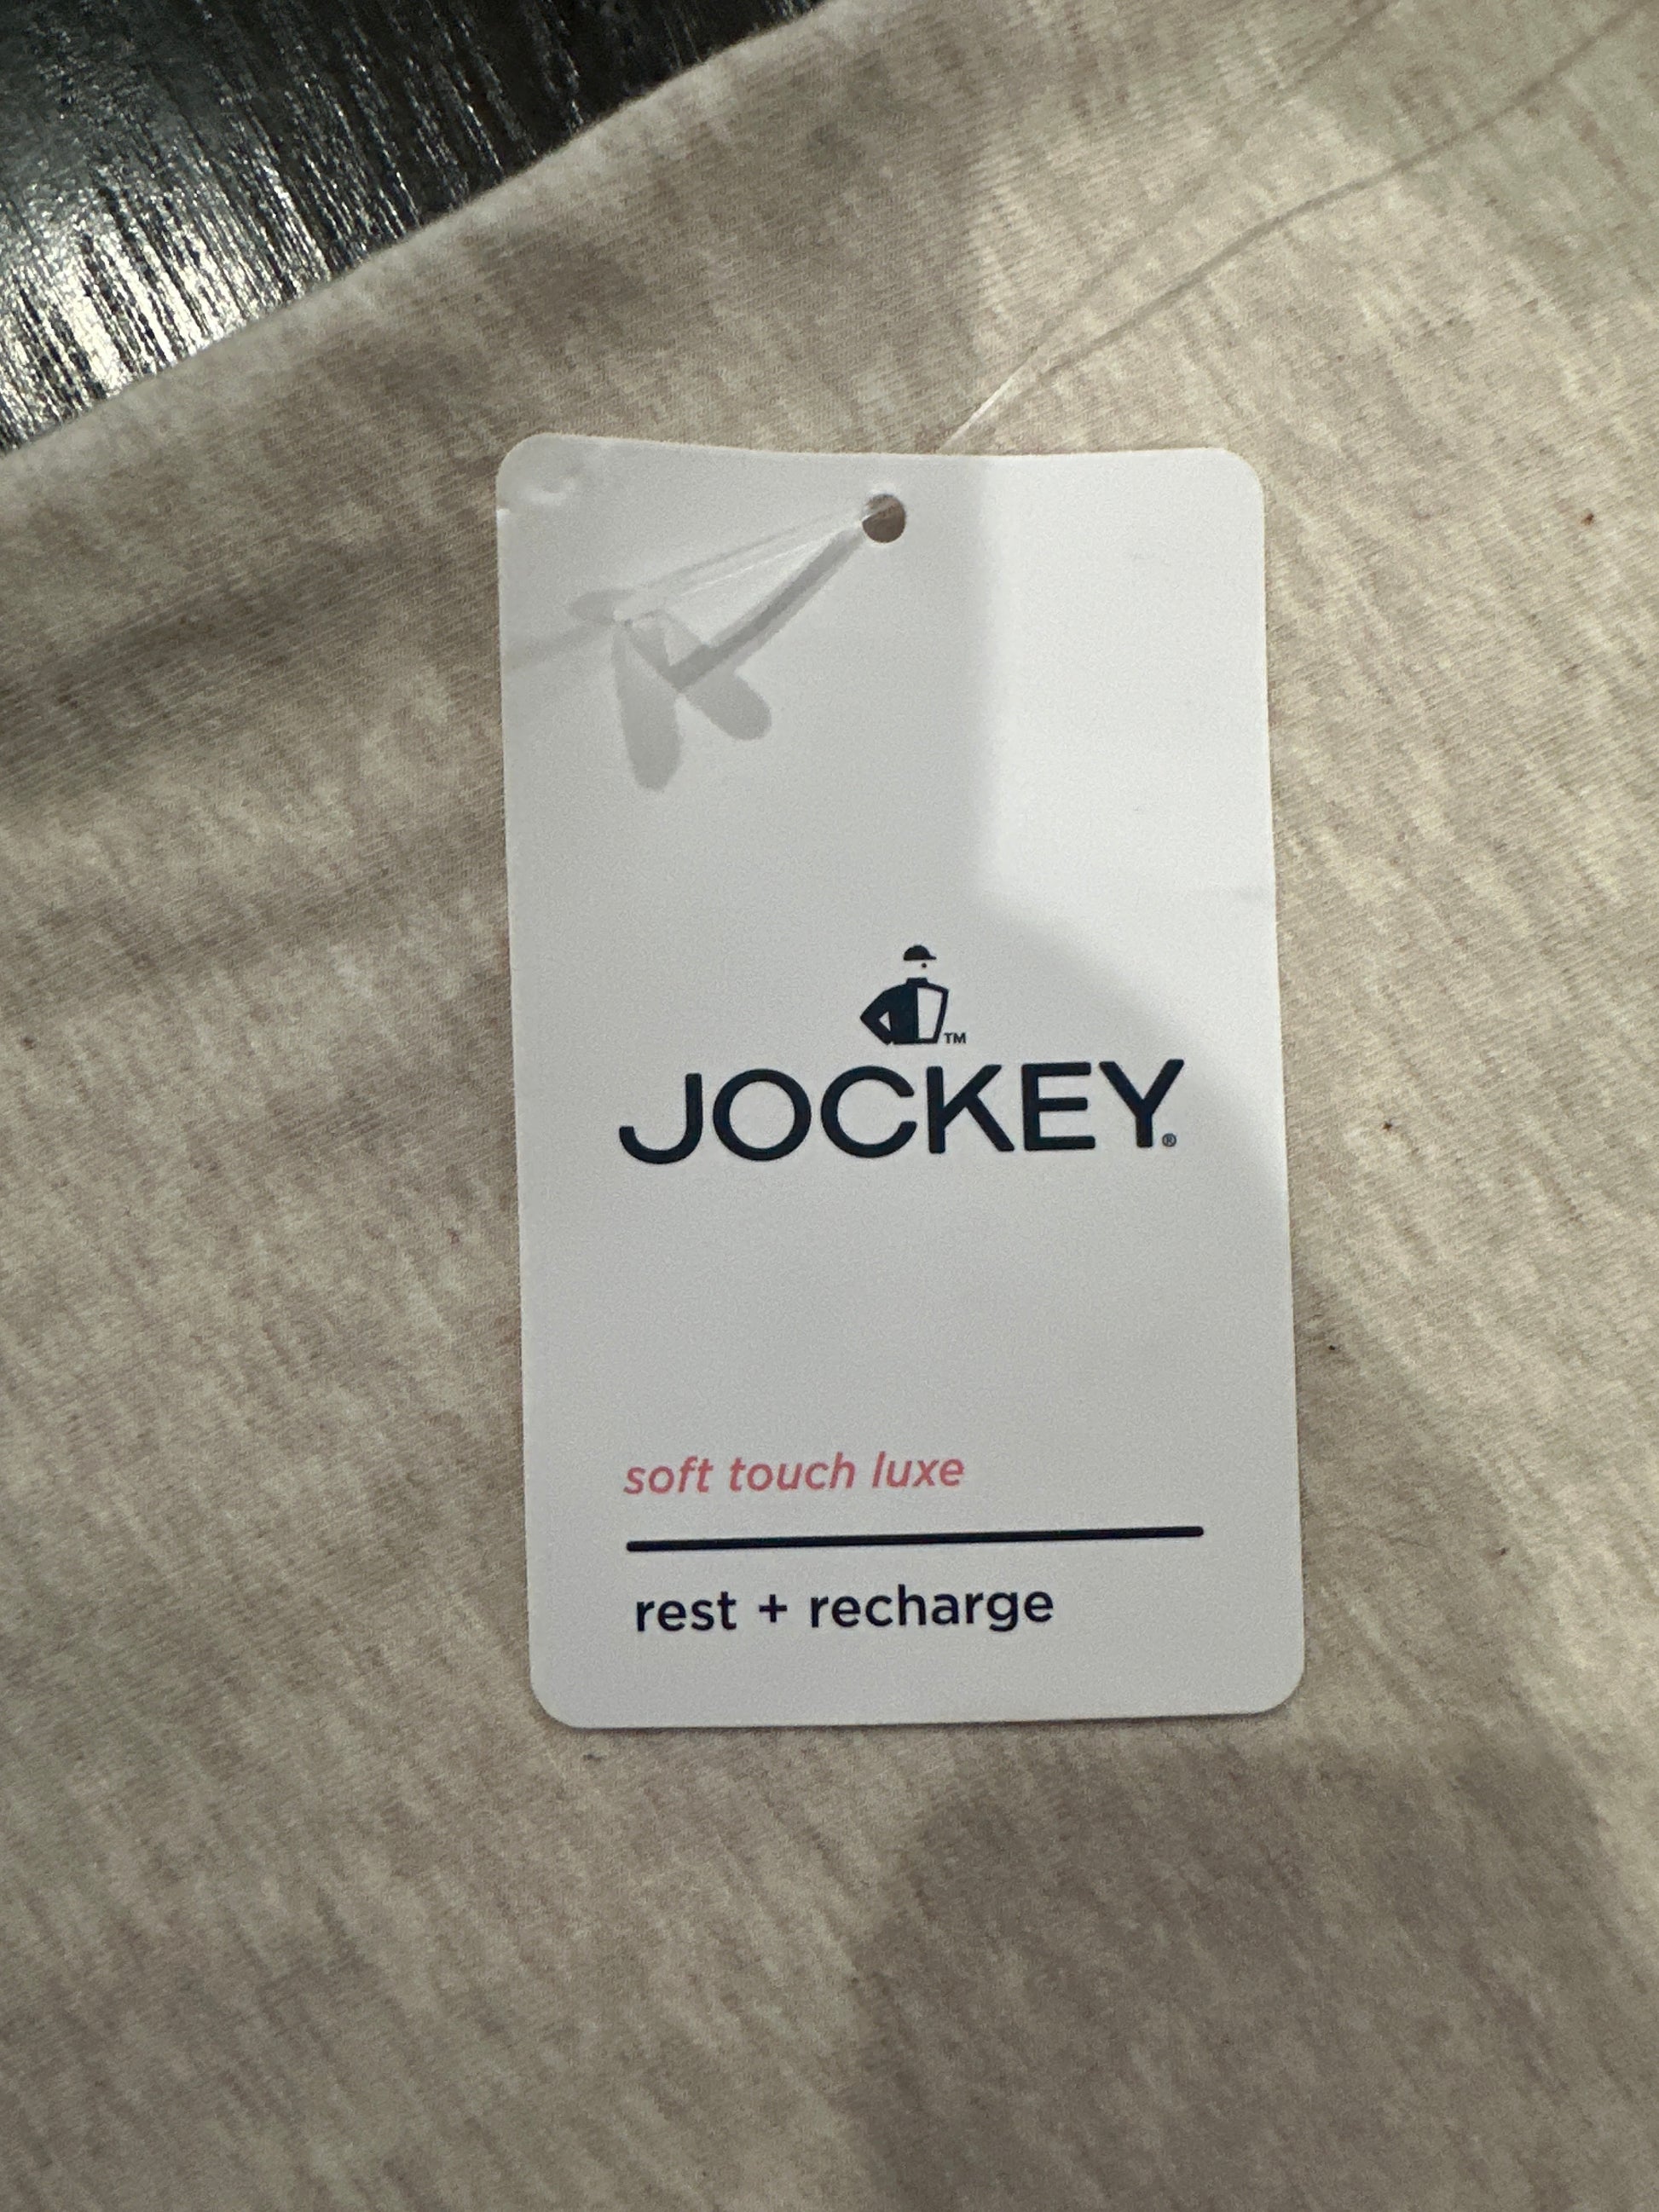 TM
JOCKEY®
soft touch luxe
rest + recharge